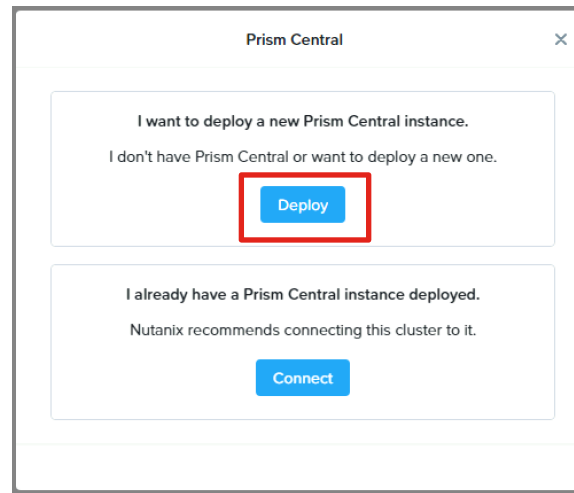 Prism Central
I want to deploy a new Prism Central instance.
I don't have Prism Central or want to deploy a new one.
Deploy
I already have a Prism Central instance deployed.
Nutanix recommends connecting this cluster to it.
Connect